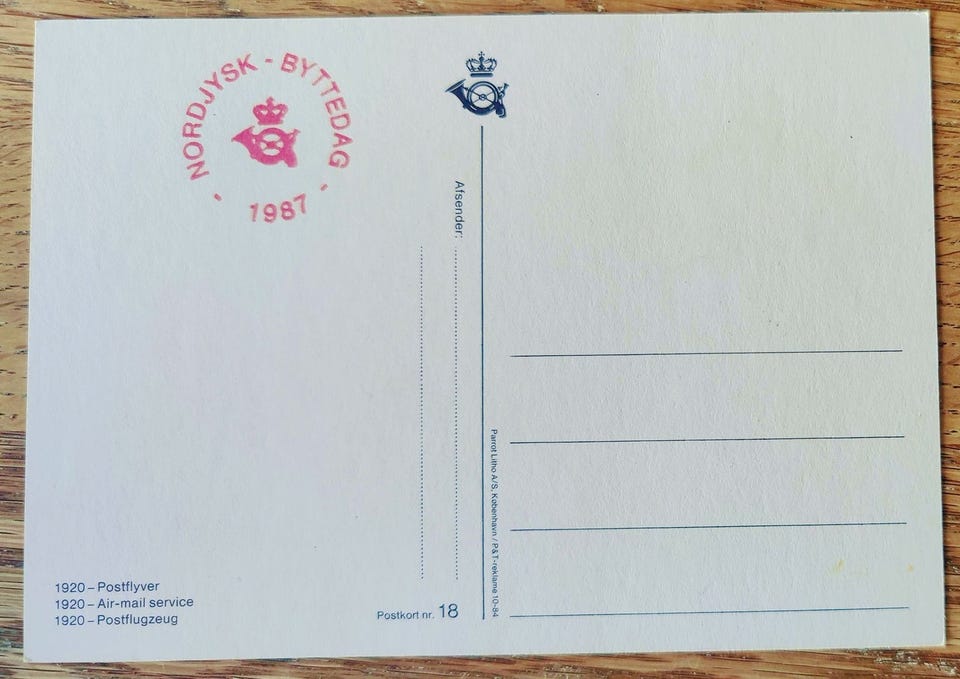 NORDJYSK - BYTTEDAG
- 1987 -
Afsender:
Parrot Litho A/S, København / P&T-reklame 10-84
1920 – Postflyver
1920 – Air-mail service
1920 – Postflugzeug
Postkort nr. 18